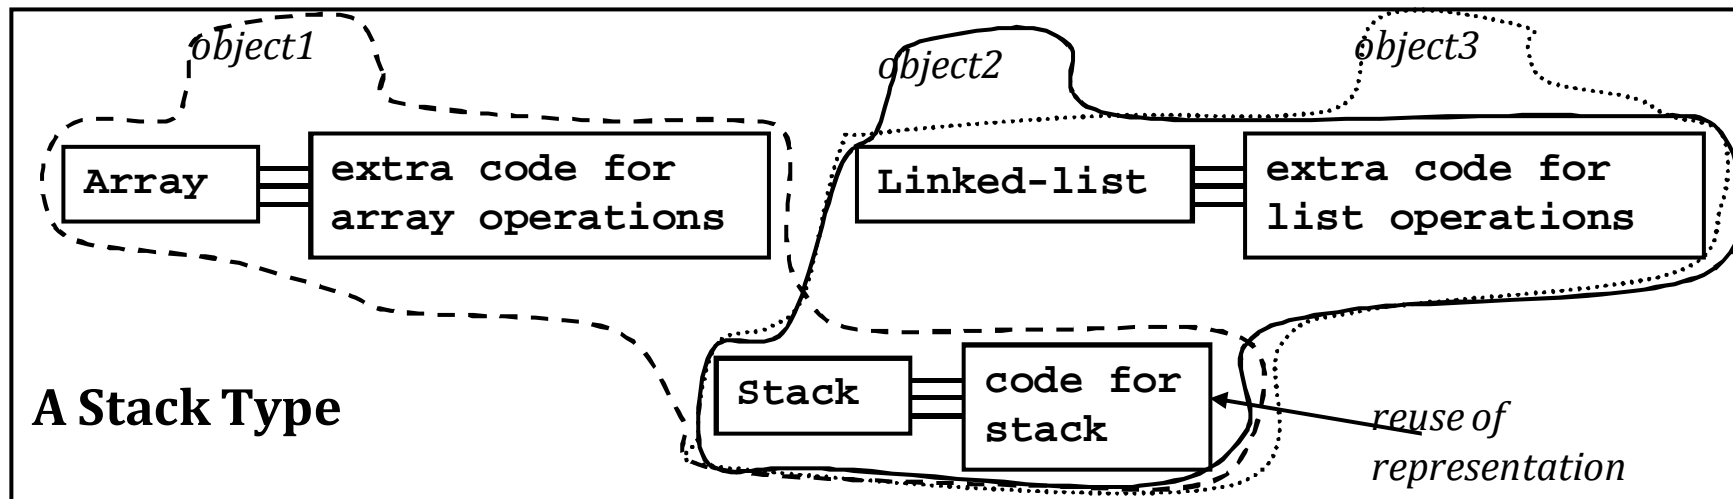 object1
object2
object3
Array
extra code for
array operations
Linked-list
extra code for
list operations
A Stack Type
Stack
code for
stack
reuse of
representation